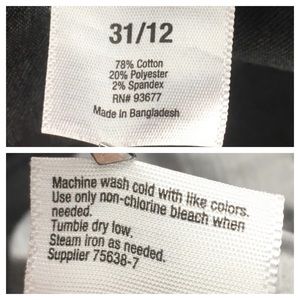 31/12
78% Cotton
20% Polyester
2% Spandex
RN# 93677
Made in Bangladesh
Machine wash cold with like colors.
Use only non-chlorine bleach when
needed.
Tumble dry low.
Steam iron as needed.
Supplier 75638-7